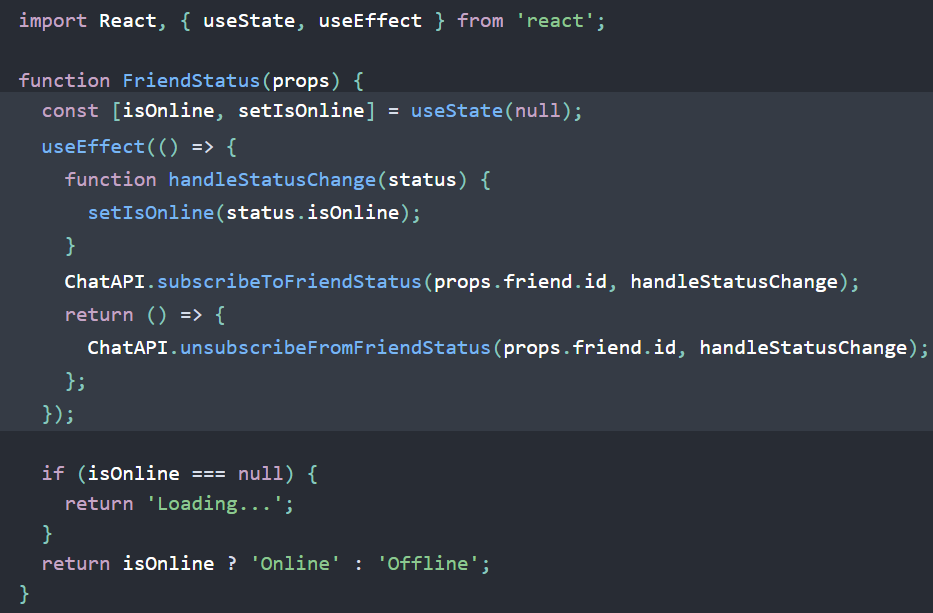 import React, { useState, useEffect } from 'react';
function FriendStatus(props) {
const [isOnline, setIsOnline] = useState(null);
useEffect(() => {
function handleStatusChange(status) {
setIsOnline(status.isOnline);
}
ChatAPI.subscribeToFriendStatus(props.friend.id, handleStatusChange);
return () => {
ChatAPI.unsubscribeFromFriendStatus(props.friend.id, handleStatusChange);
};
});
if (isOnline === null) {
return 'Loading...';
}
return isOnline ? 'Online' : 'Offline';
}